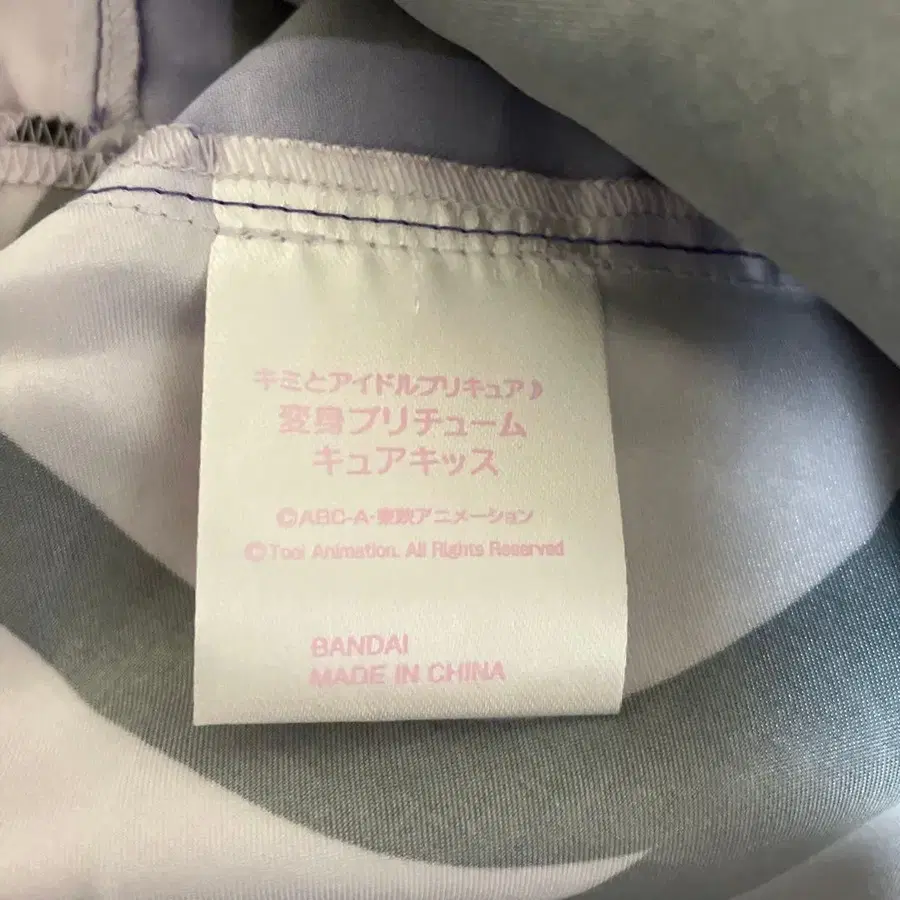 キミとアイドルプリキュア♪
変身プリチューム
キュアキッス
©ABC-A・東映アニメーション
©Toei Animation. All Rights Reserved
BANDAI
MADE IN CHINA